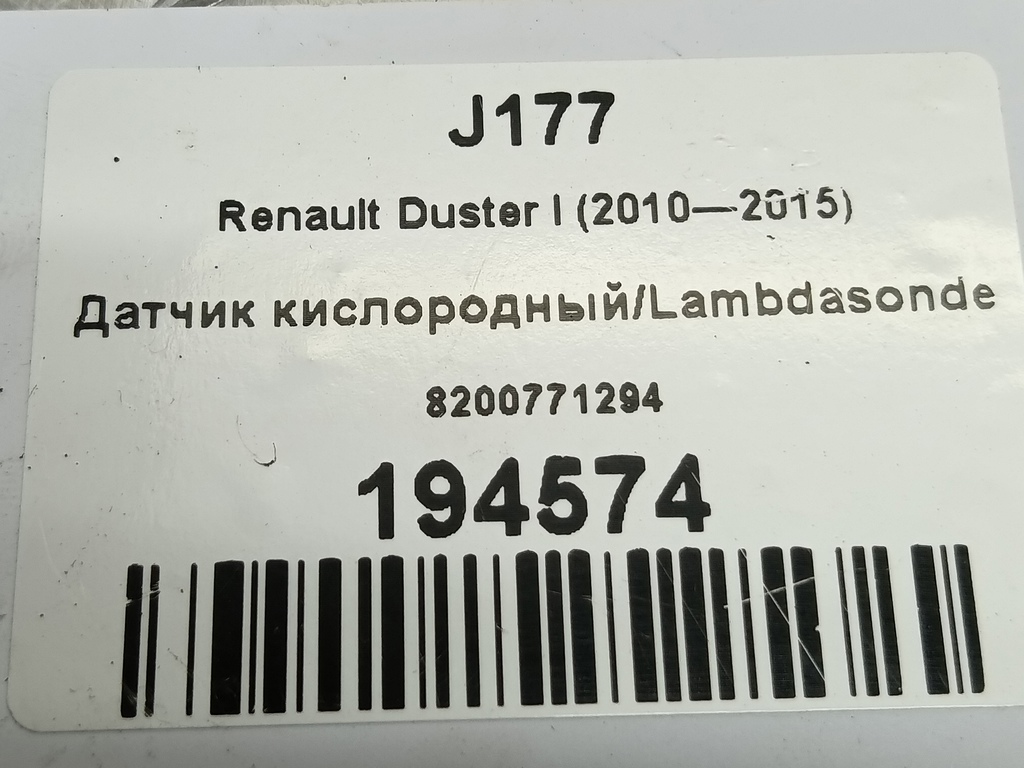 J177
Renault Duster I (2010—2015)
Датчик кислородный/Lambdasonde
8200771294
194574